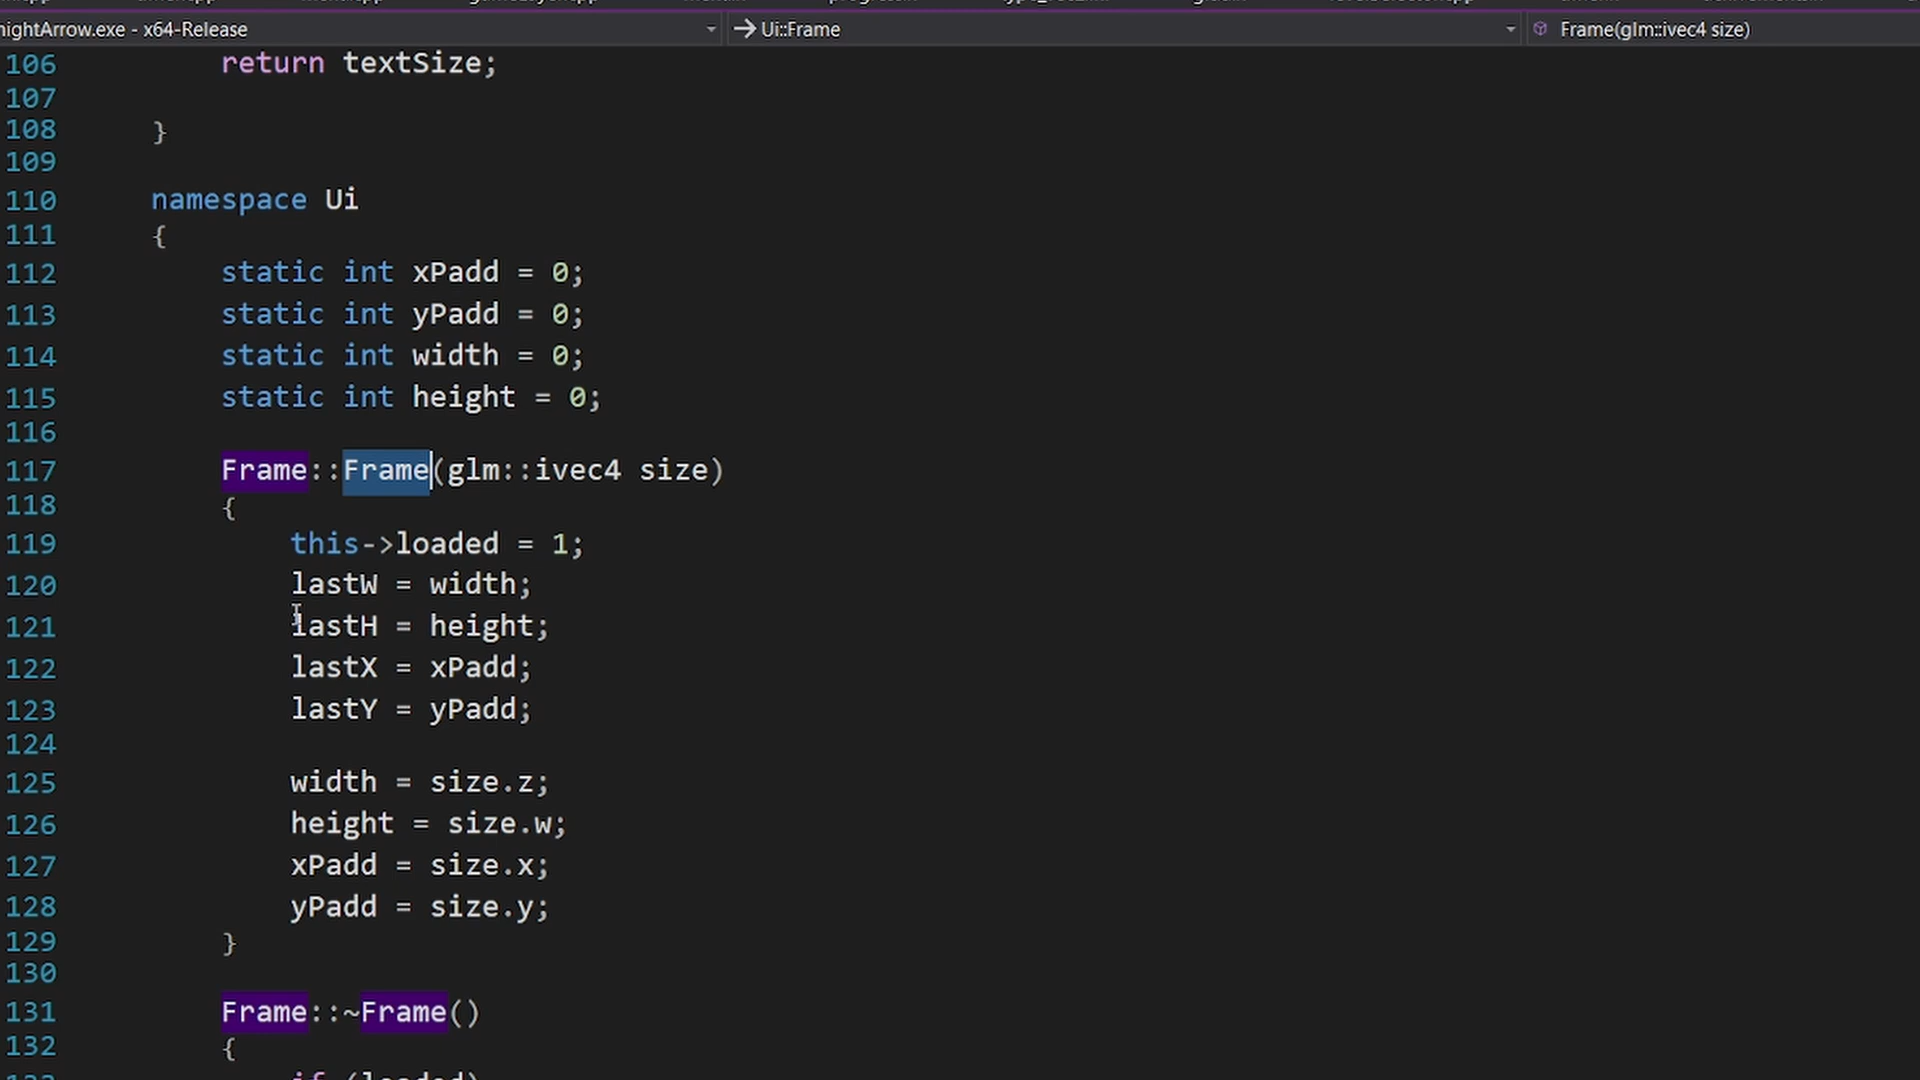 ightArrow.exe - x64-Release
Ui::Frame
Frame(glm::ivec4 size)
106 return textSize;
107
108 }
109
110 namespace Ui
111 {
112 static int xPadd = 0;
113 static int yPadd = 0;
114 static int width = 0;
115 static int height = 0;
116
117 Frame::Frame(glm::ivec4 size)
118 {
119 this->loaded = 1;
120 lastW = width;
121 lastH = height;
122 lastX = xPadd;
123 lastY = yPadd;
124
125 width = size.z;
126 height = size.w;
127 xPadd = size.x;
128 yPadd = size.y;
129 }
130
131 Frame::~Frame()
132 {
if (loaded)